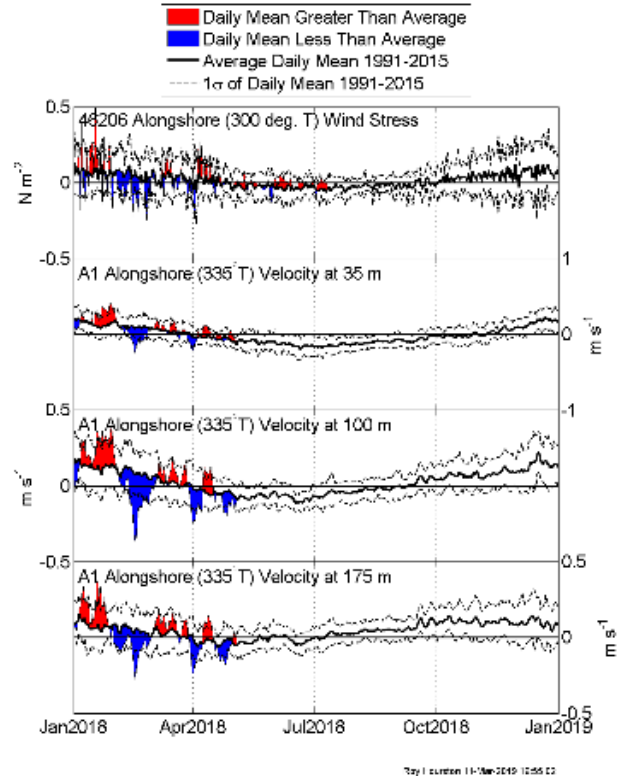 Daily Mean Greater Than Average
Daily Mean Less Than Average
Average Daily Mean 1991-2015
1σ of Daily Mean 1991-2015
0.5
46206 Alongshore (300 deg. T) Wind Stress
N m⁻²
0
-0.5
1
A1 Alongshore (335°T) Velocity at 35 m
0
m s⁻¹
0.5
-1
A1 Alongshore (335°T) Velocity at 100 m
m s⁻¹
0
-0.5
0.5
A1 Alongshore (335°T) Velocity at 175 m
0
m s⁻¹
-0.5
Jan2018 Apr2018 Jul2018 Oct2018 Jan2019
11-Mar-2019